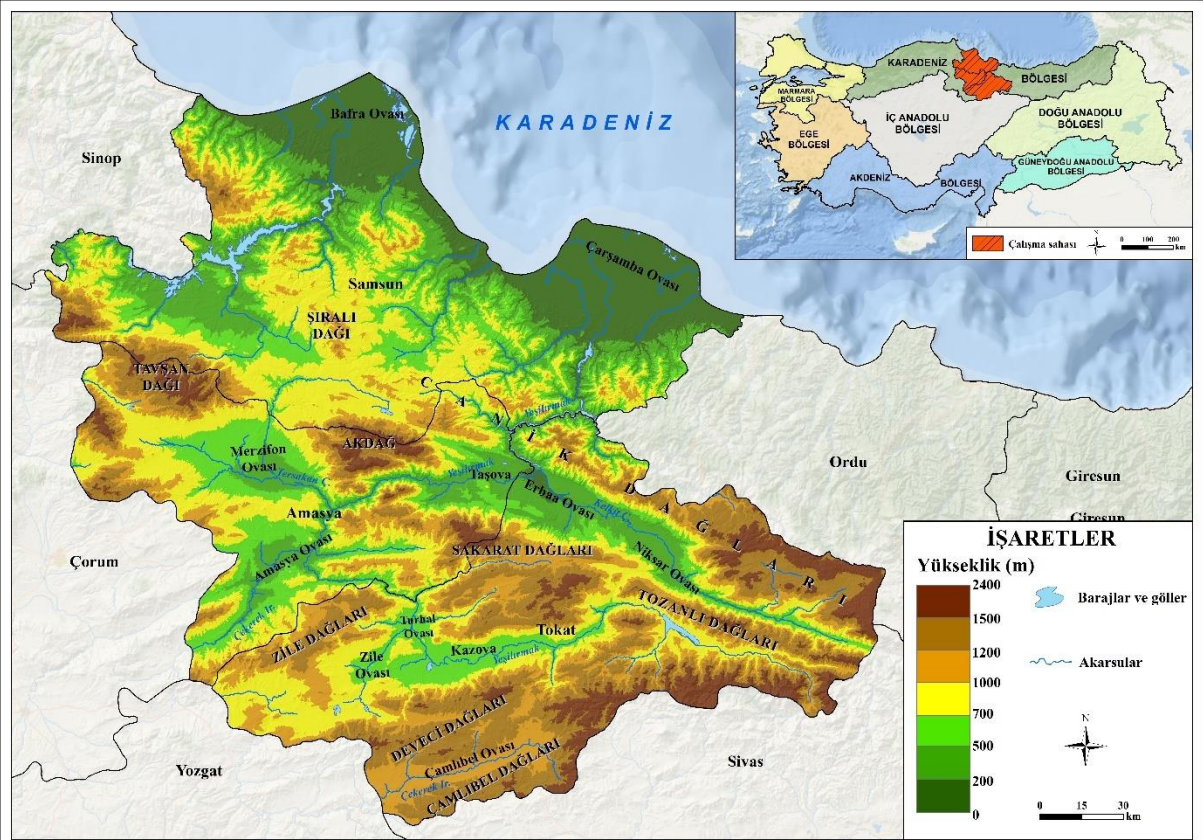 KARADENİZ
BÖLGESİ
MARMARA
BÖLGESİ
EGE
BÖLGESİ
İÇ ANADOLU
BÖLGESİ
DOĞU ANADOLU
BÖLGESİ
GÜNEYDOĞU ANADOLU
BÖLGESİ
AKDENİZ
BÖLGESİ
Çalışma sahası
N
0 100 200
km
KARADENİZ
Bafra Ovası
Sinop
Çarşamba Ovası
Samsun
ŞIRALI
DAĞI
TAVŞAN
DAĞI
CANİK DAĞLARI
Yeşilırmak
AKDAĞ
Merzifon
Ovası
Tersakan Ç.
Yeşilırmak
Taşova
Erbaa Ovası
Kelkit Ç.
Ordu
Giresun
Giresun
Amasya
Amasya Ovası
SAKARAT DAĞLARI
Niksar Ovası
Çorum
Çekerek Ir.
ZİLE DAĞLARI
Turhal
Ovası
Tokat
TOZANLI DAĞLARI
Zile
Ovası
Kazova
Yeşilırmak
DEVECİ DAĞLARI
Çamlıbel Ovası
Çekerek Ir.
ÇAMLIBEL DAĞLARI
Yozgat
Sivas
İŞARETLER
Yükseklik (m)
2400
1500
1200
1000
700
500
200
0
Barajlar ve göller
Akarsular
N
0 15 30
km